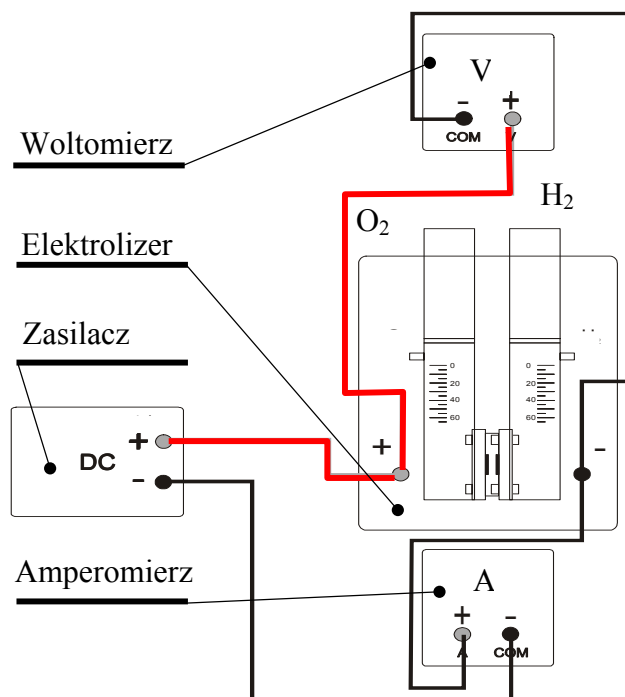 V
- +
COM V
Woltomierz
H2
O2
Elektrolizer
Zasilacz
0 0
20 20
40 40
60 60
+ -
DC + -
Amperomierz
A
+ -
A COM